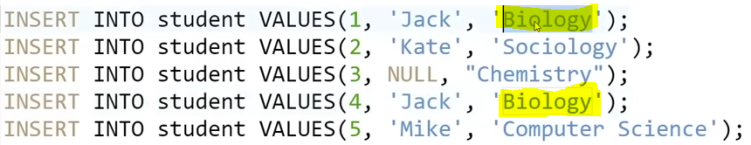 INSERT INTO student VALUES(1, 'Jack', 'Biology');
INSERT INTO student VALUES(2, 'Kate', 'Sociology');
INSERT INTO student VALUES(3, NULL, "Chemistry");
INSERT INTO student VALUES(4, 'Jack', 'Biology');
INSERT INTO student VALUES(5, 'Mike', 'Computer Science');